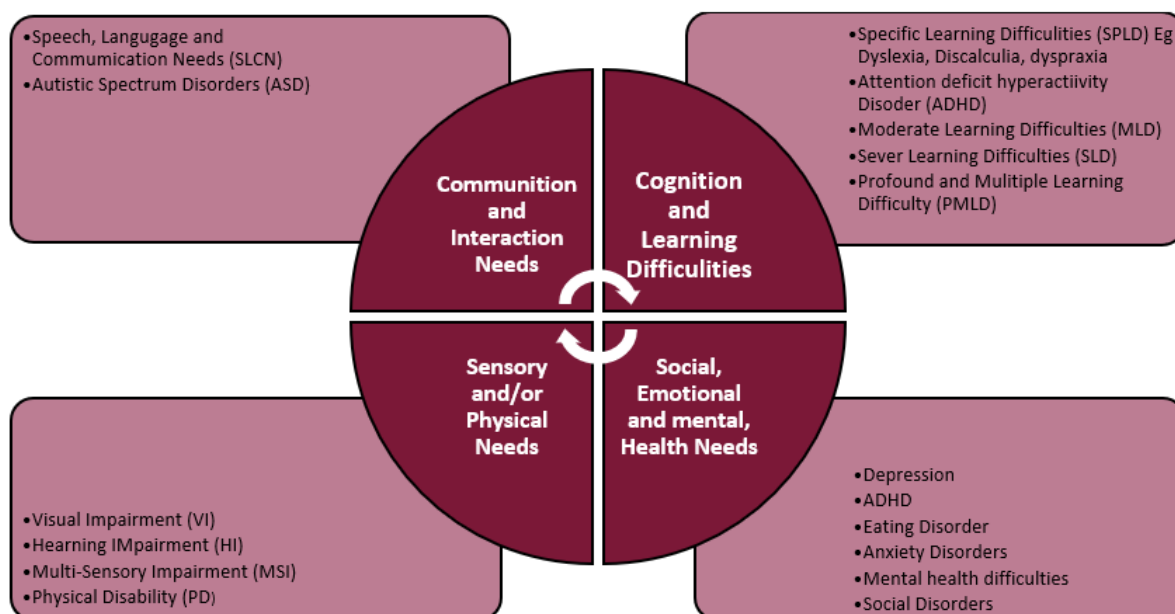 •Speech, Langugage and
Commumication Needs (SLCN)
•Autistic Spectrum Disorders (ASD)
•Specific Learning Difficulities (SPLD) Eg
Dyslexia, Discalculia, dyspraxia
•Attention deficit hyperactiivity
Disoder (ADHD)
•Moderate Learning Difficulties (MLD)
•Sever Learning Difficulties (SLD)
•Profound and Mulitiple Learning
Difficulty (PMLD)
Communition
and
Interaction
Needs
Cognition
and
Learning
Difficulities
Sensory
and/or
Physical
Needs
Social,
Emotional
and mental,
Health Needs
•Visual Impairment (VI)
•Hearning IMpairment (HI)
•Multi-Sensory Impairment (MSI)
•Physical Disability (PD)
•Depression
•ADHD
•Eating Disorder
•Anxiety Disorders
•Mental health difficulties
•Social Disorders